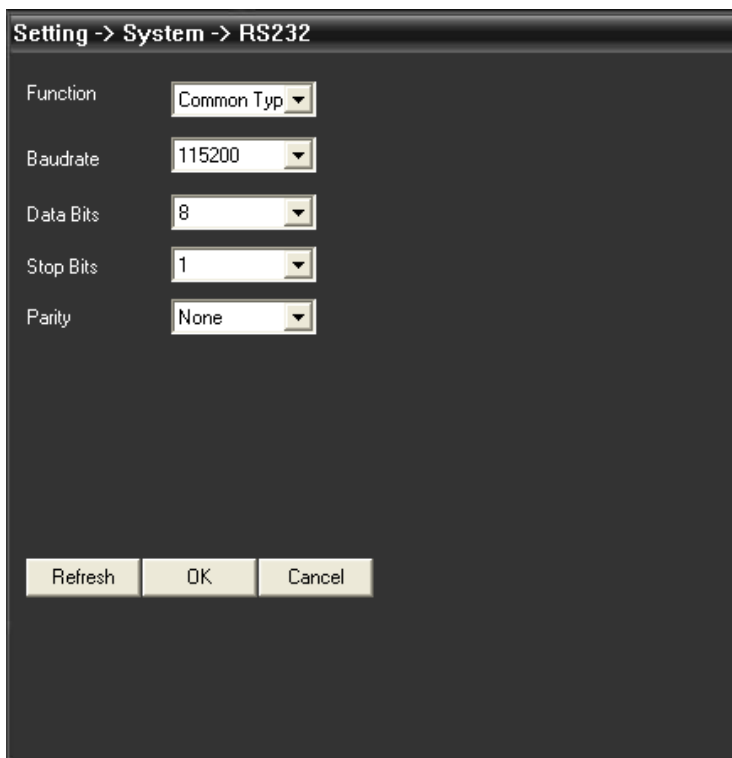 Setting -> System -> RS232
Function Common Typ
Baudrate 115200
Data Bits 8
Stop Bits 1
Parity None
Refresh OK Cancel